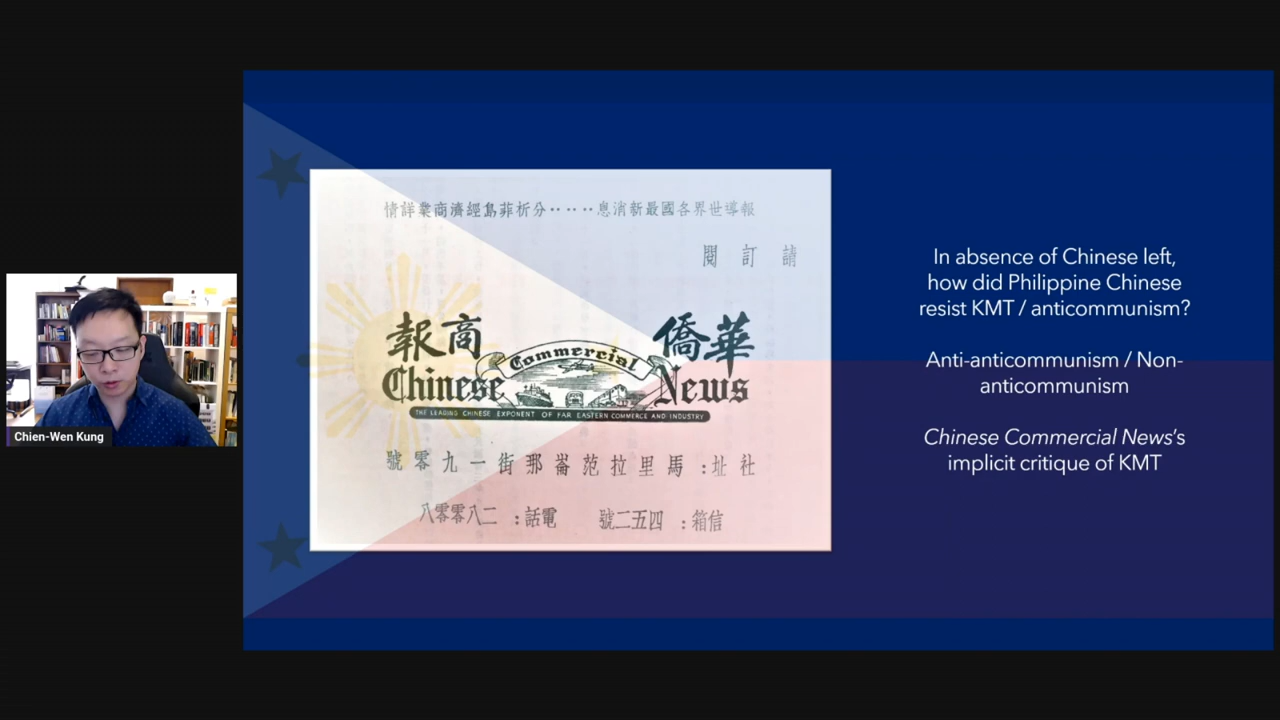 報導世界各國最新消息‥‥分析菲島經濟商業詳情
請訂閱
華僑商報
Chinese Commercial News
THE LEADING CHINESE EXPONENT OF FAR EASTERN COMMERCE AND INDUSTRY
社址:馬里拉范崙那街一九零號
信箱:四五二號 電話:二八零零八
In absence of Chinese left,
how did Philippine Chinese
resist KMT / anticommunism?
Anti-anticommunism / Non-
anticommunism
Chinese Commercial News's
implicit critique of KMT
Chien-Wen Kung